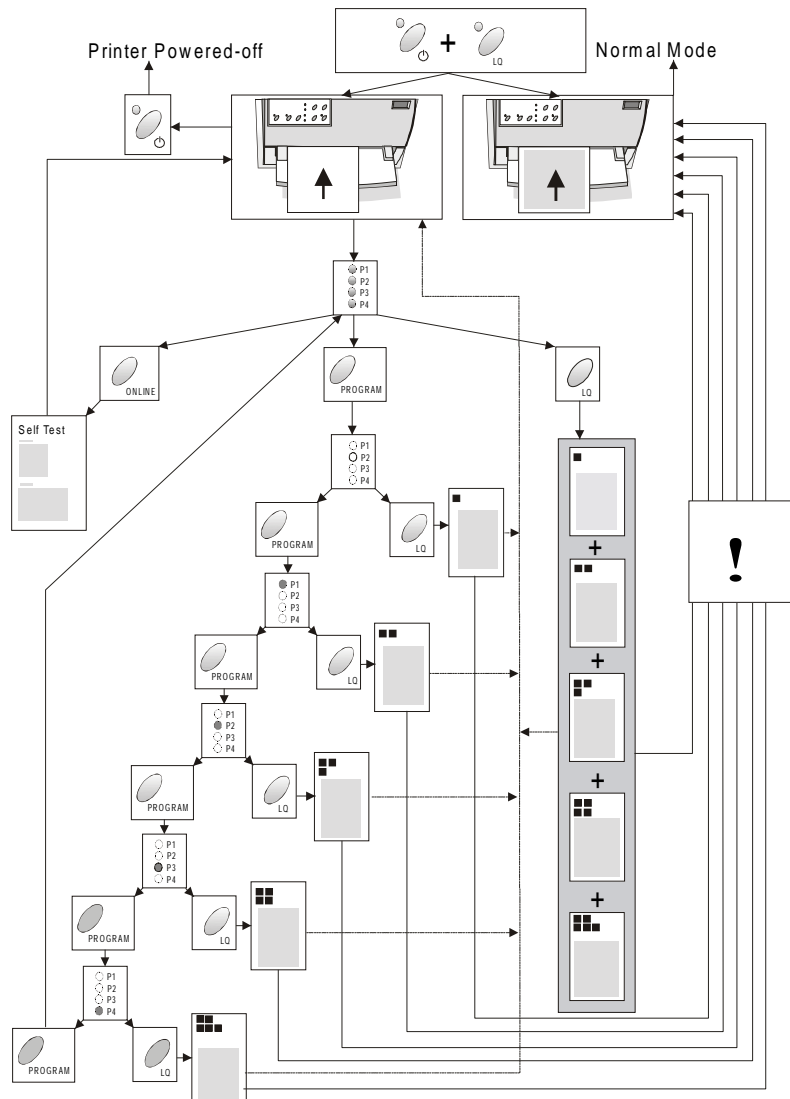 +
LQ
Printer Powered-off
Normal Mode
P1
P2
P3
P4
ONLINE
PROGRAM
LQ
Self Test
P1
P2
P3
P4
PROGRAM
LQ
+
!
P1
P2
P3
P4
+
PROGRAM
LQ
P1
P2
P3
P4
+
PROGRAM
LQ
P1
P2
P3
P4
+
PROGRAM
LQ
P1
P2
P3
P4
PROGRAM
LQ